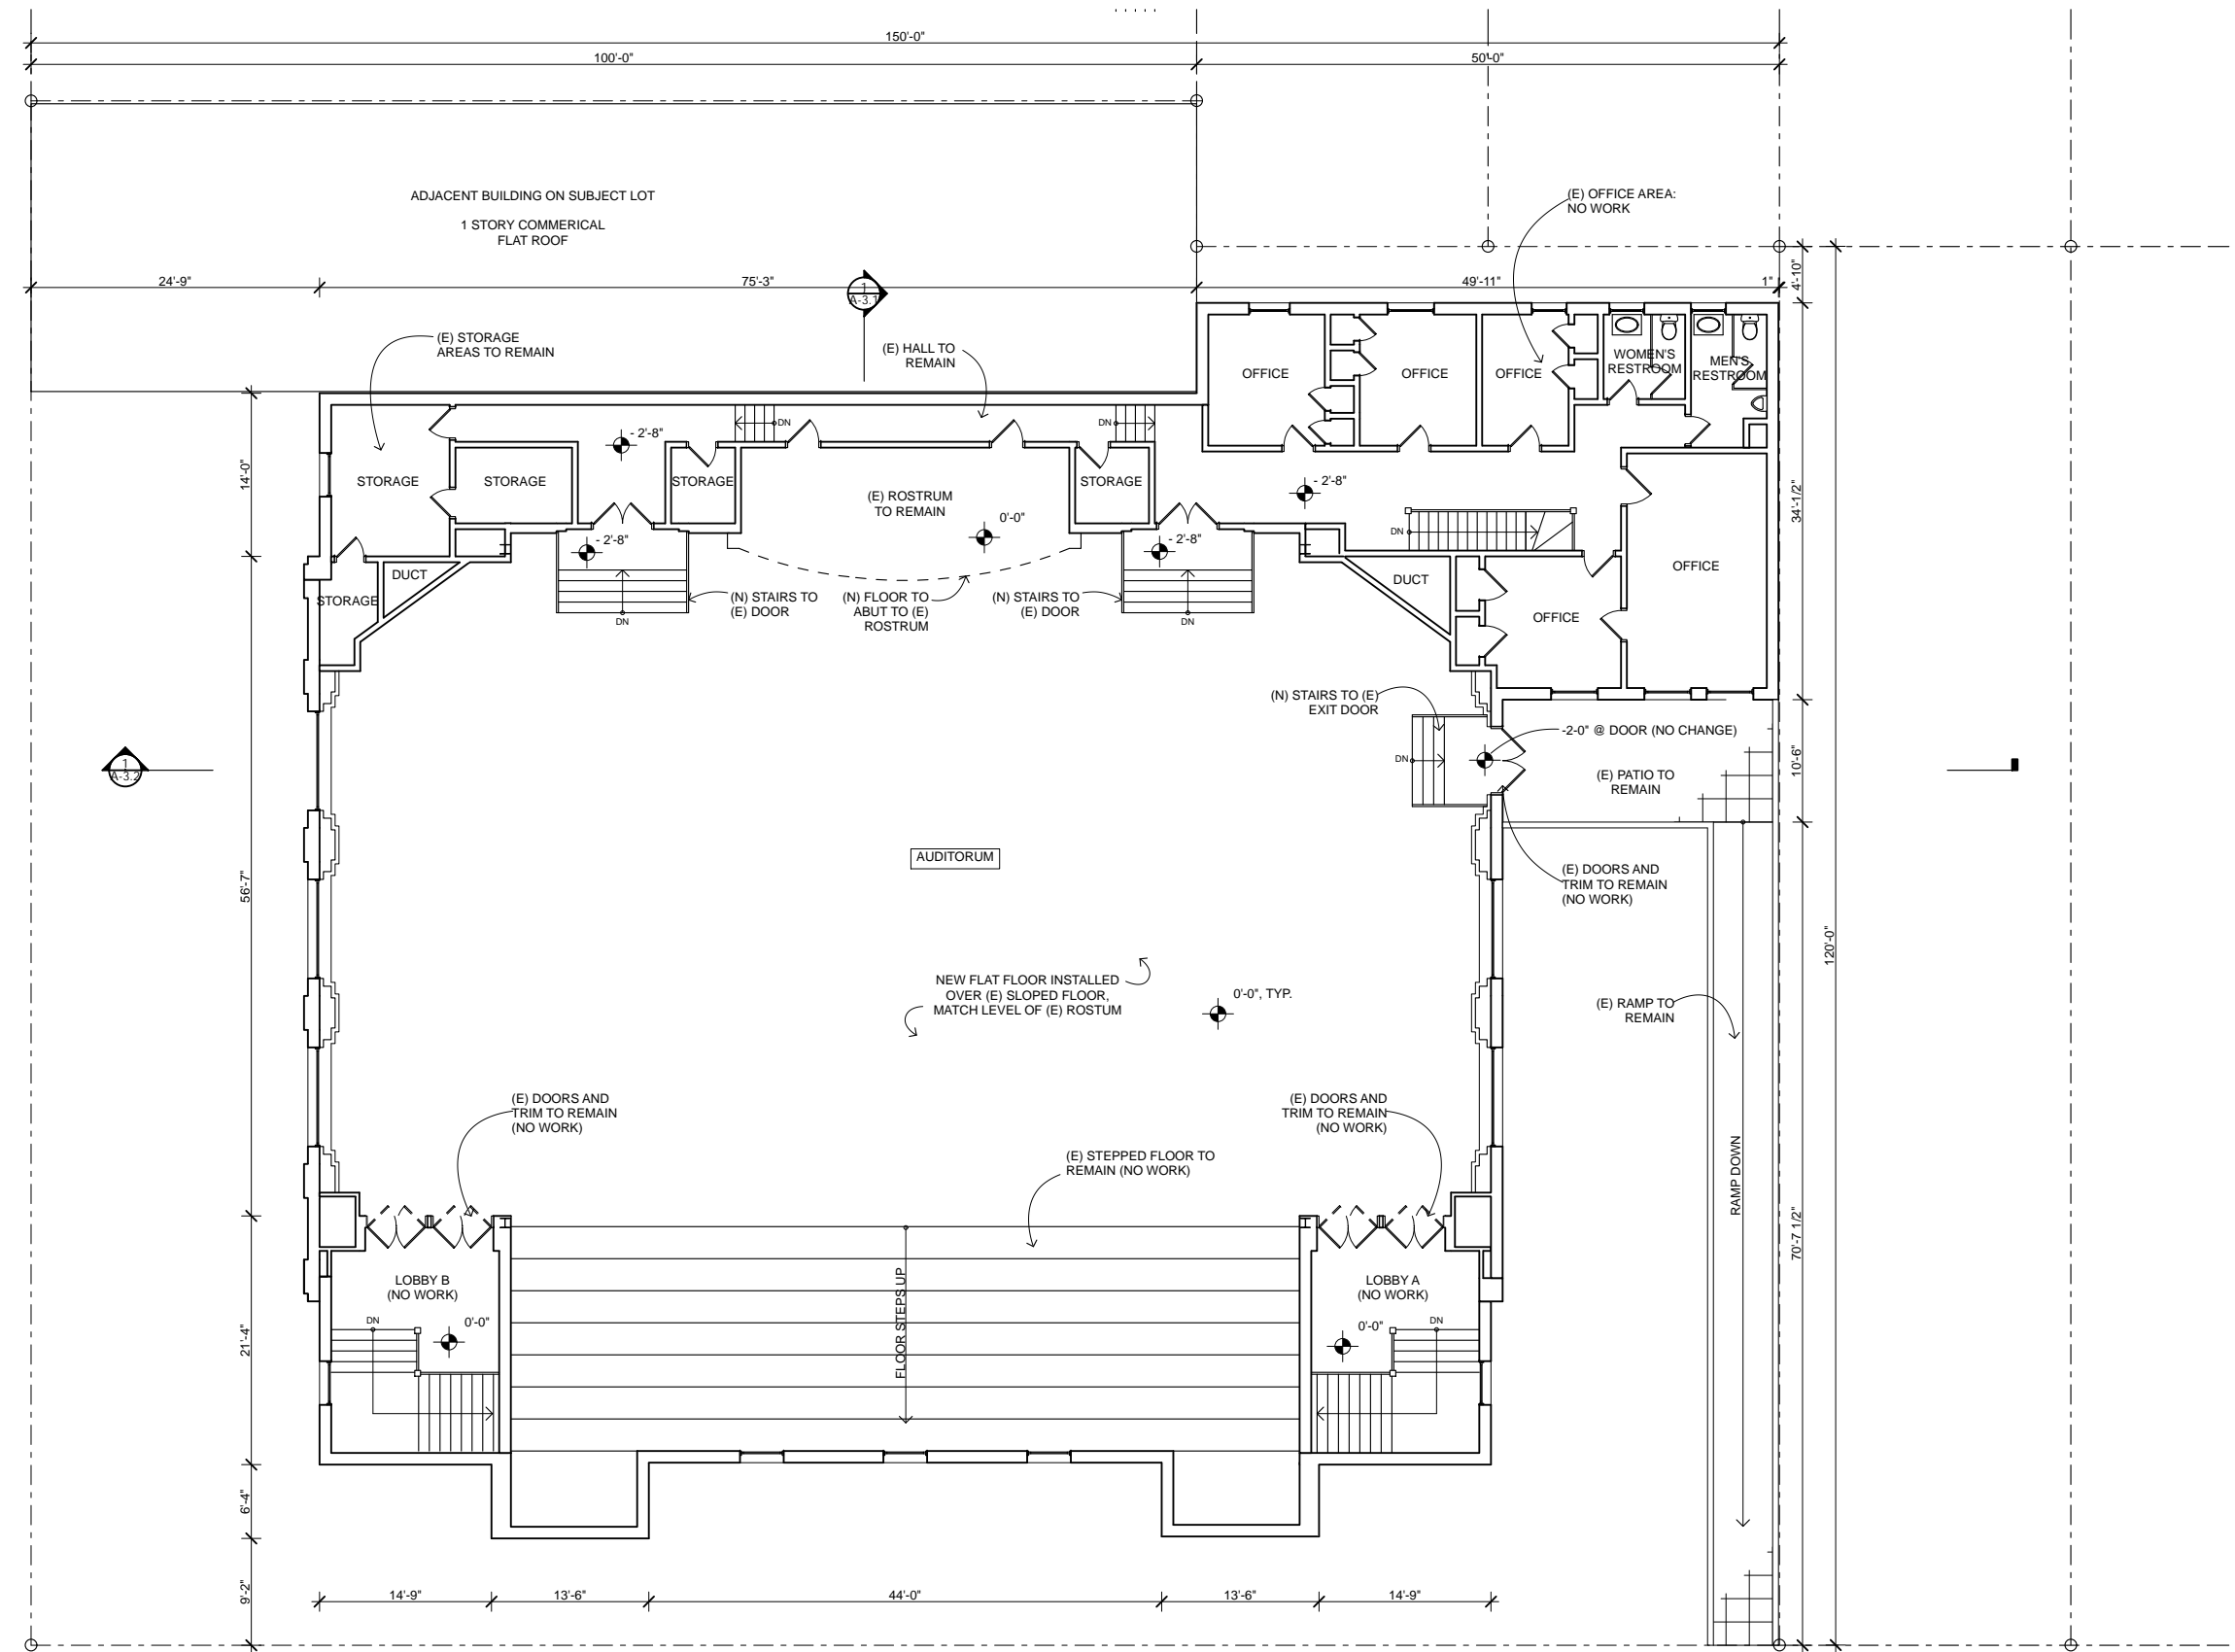 150'-0"
100'-0"
50'-0"
ADJACENT BUILDING ON SUBJECT LOT
1 STORY COMMERICAL
FLAT ROOF
(E) OFFICE AREA:
NO WORK
24'-9"
75'-3"
49'-11"
1"
4'-10"
1
A-3.1
(E) STORAGE
AREAS TO REMAIN
(E) HALL TO
REMAIN
OFFICE
OFFICE
OFFICE
WOMEN'S
RESTROOM
MEN'S
RESTROOM
DN
DN
- 2'-8"
14'-0"
STORAGE
STORAGE
STORAGE
STORAGE
(E) ROSTRUM
TO REMAIN
0'-0"
- 2'-8"
34'-1/2"
- 2'-8"
- 2'-8"
DN
DUCT
STORAGE
DUCT
OFFICE
OFFICE
(N) STAIRS TO
(E) DOOR
(N) FLOOR TO
ABUT TO (E)
ROSTRUM
(N) STAIRS TO
(E) DOOR
DN
DN
(N) STAIRS TO (E)
EXIT DOOR
-2-0" @ DOOR (NO CHANGE)
DN
10'-6"
1
A-3.2
(E) PATIO TO
REMAIN
AUDITORUM
(E) DOORS AND
TRIM TO REMAIN
(NO WORK)
56'-7"
120'-0"
NEW FLAT FLOOR INSTALLED
OVER (E) SLOPED FLOOR,
MATCH LEVEL OF (E) ROSTUM
0'-0", TYP.
(E) RAMP TO
REMAIN
(E) DOORS AND
TRIM TO REMAIN
(NO WORK)
(E) DOORS AND
TRIM TO REMAIN
(NO WORK)
(E) STEPPED FLOOR TO
REMAIN (NO WORK)
RAMP DOWN
70'-7 1/2"
LOBBY B
(NO WORK)
LOBBY A
(NO WORK)
FLOOR STEPS UP
DN
0'-0"
0'-0"
DN
21'-4"
6'-4"
9'-2"
14'-9"
13'-6"
44'-0"
13'-6"
14'-9"